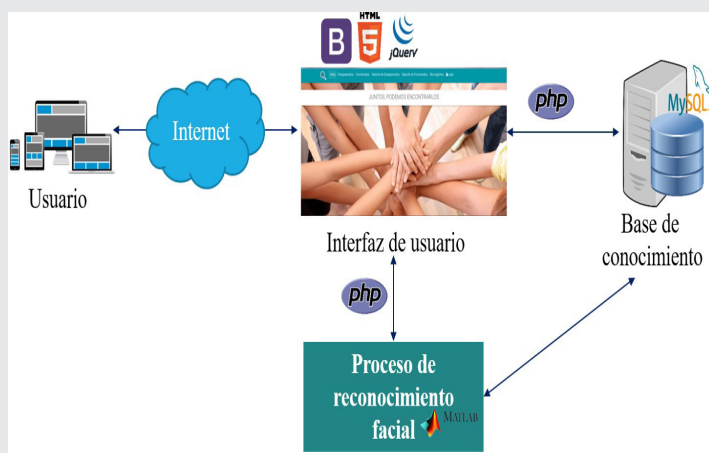 HTML
B
5
jQuery
JUNTOS, PODEMOS ENCONTRARLOS
Internet
php
MySQL
Usuario
Interfaz de usuario
Base de
conocimiento
php
Proceso de
reconocimiento
facial
MATLAB